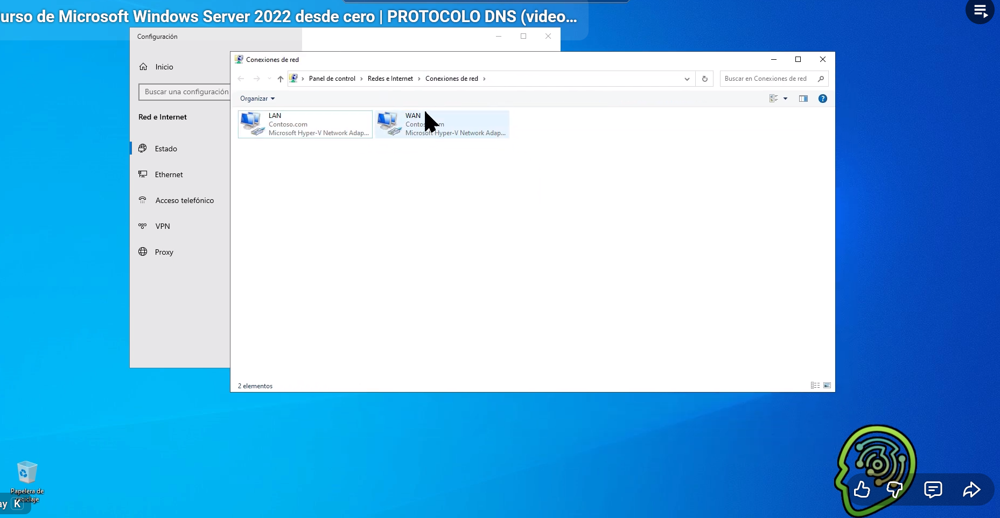 urso de Microsoft Windows Server 2022 desde cero | PROTOCOLO DNS (video...
Configuración
Inicio
Buscar una configuración
Red e Internet
Estado
Ethernet
Acceso telefónico
VPN
Proxy
Conexiones de red
Panel de control
Redes e Internet
Conexiones de red
Buscar en Conexiones de red
Organizar
LAN
Contoso.com
Microsoft Hyper-V Network Adap...
WAN
Microsoft Hyper-V Network Adap...
2 elementos
Papelera de
reciclaje
ay K